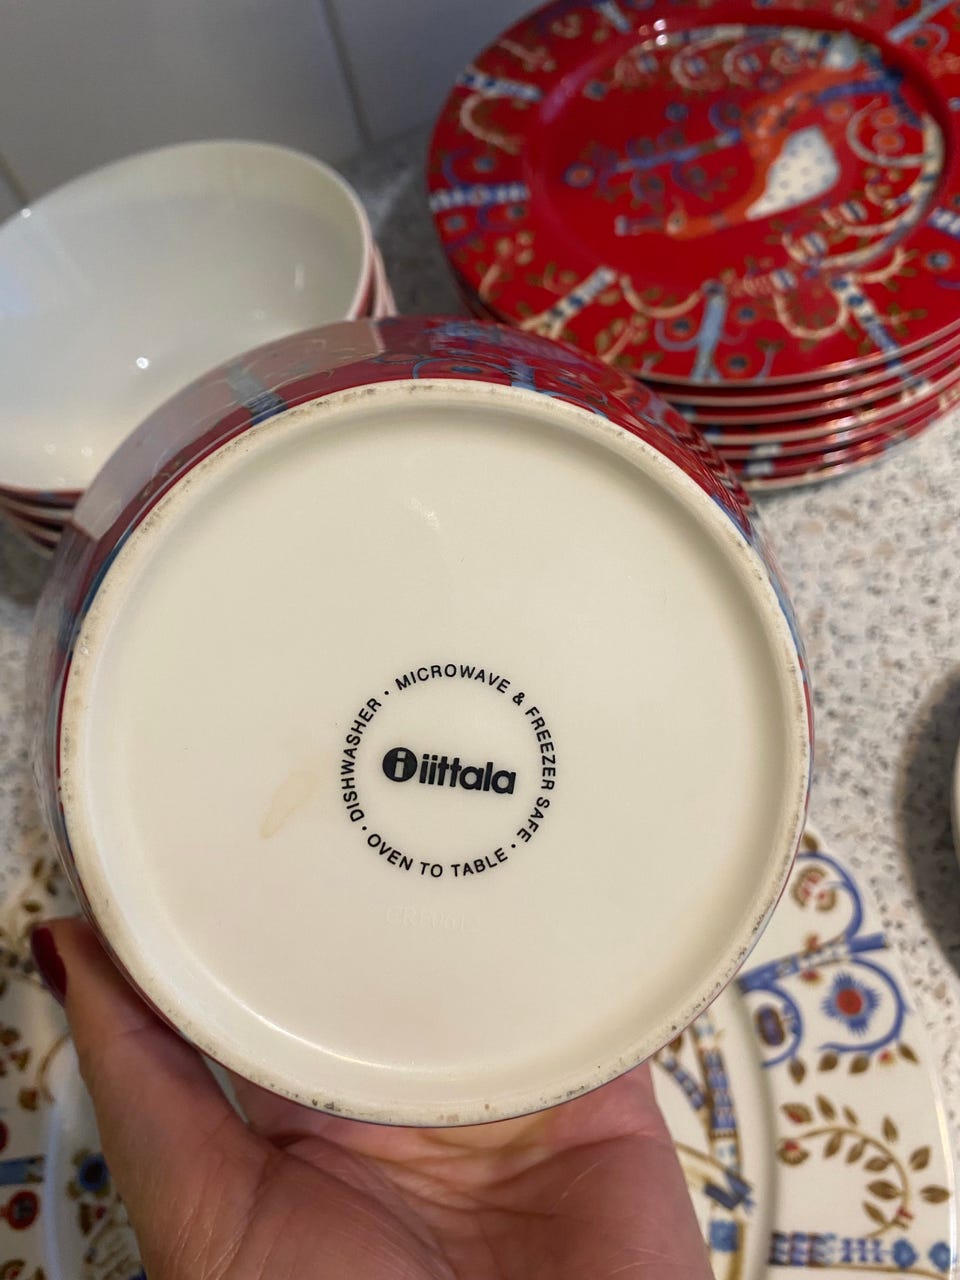 DISHWASHER · MICROWAVE & FREEZER SAFE · OVEN TO TABLE ·
i iittala